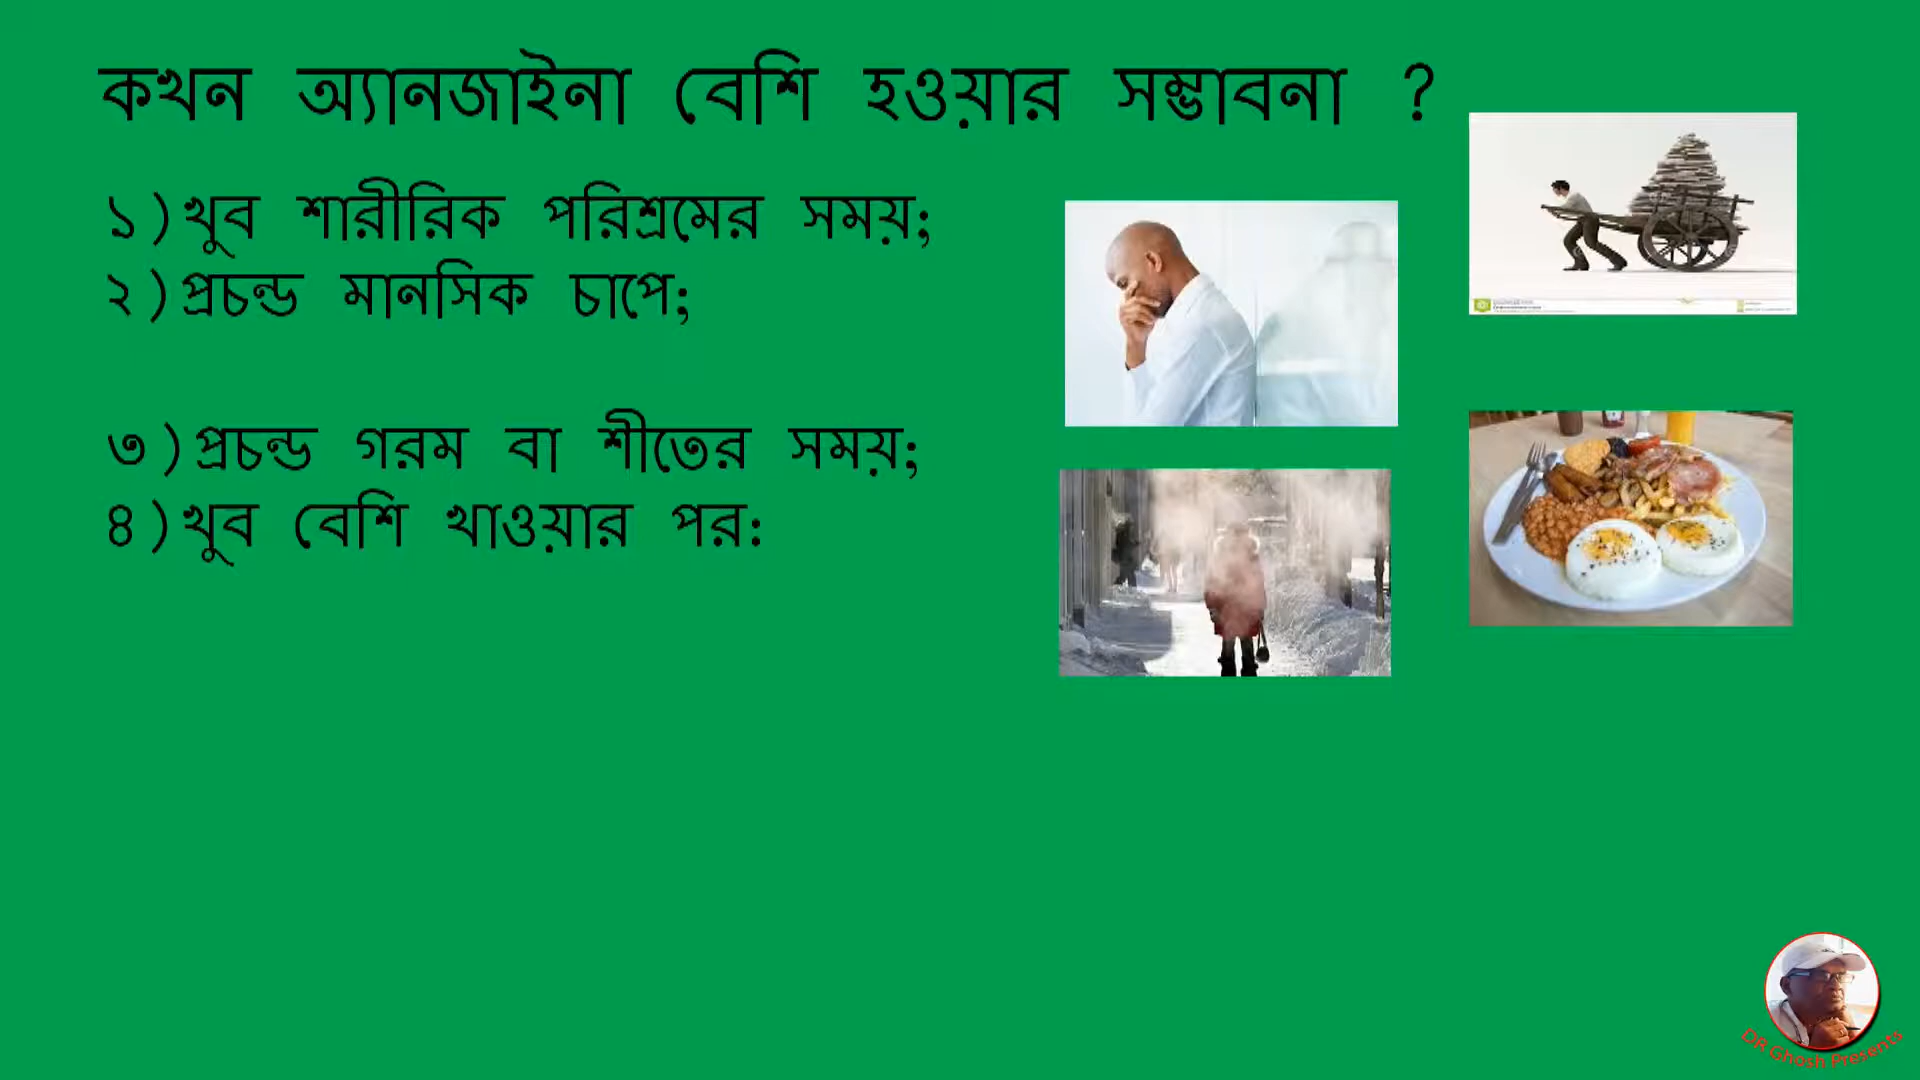 কখন অ্যানজাইনা বেশি হওয়ার সম্ভাবনা ?
১)খুব শারীরিক পরিশ্রমের সময়;
২)প্রচন্ড মানসিক চাপে;
৩)প্রচন্ড গরম বা শীতের সময়;
৪)খুব বেশি খাওয়ার পর:
DR Ghosh Presents